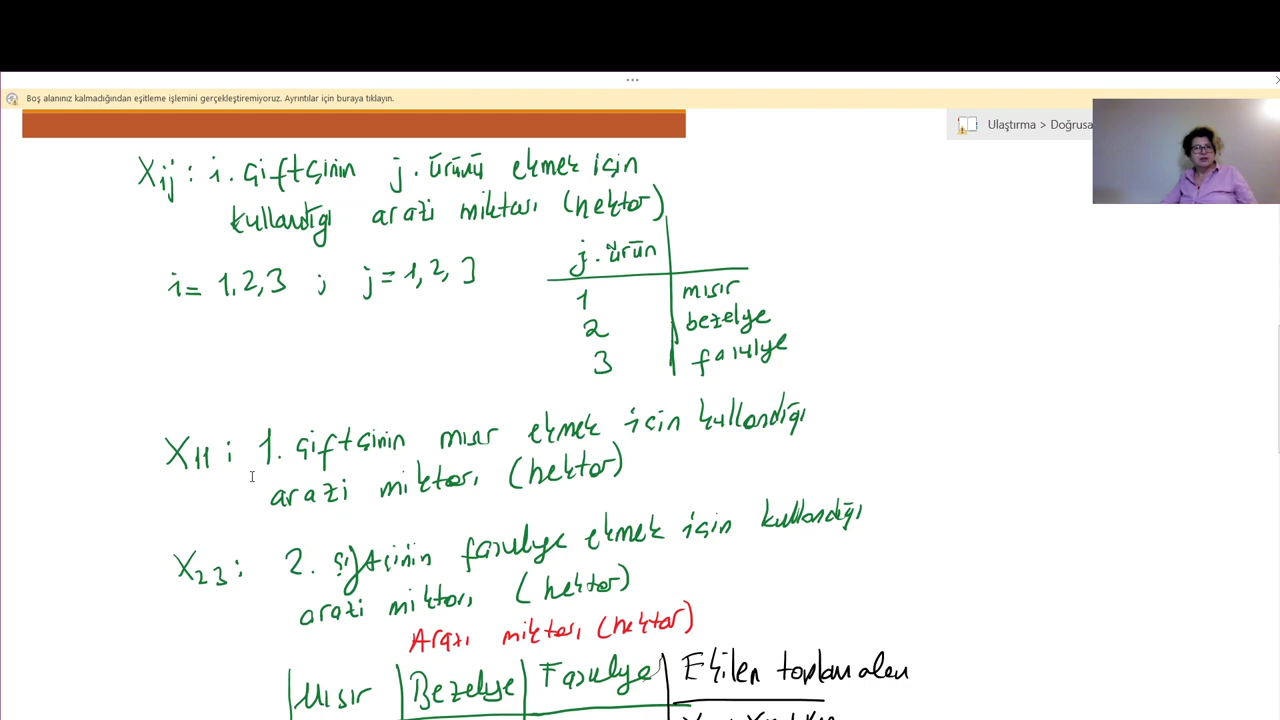 Boş alanınız kalmadığından eşitleme işlemini gerçekleştiremiyoruz. Ayrıntılar için buraya tıklayın.
Ulaştırma > Doğrusa
Xij : i. çiftçinin j. ürünü ekmek için
kullandığı arazi miktarı (hektar)
i= 1,2,3 ; j=1,2,3
j. ürün
1 mısır
2 bezelye
3 fasulye
X11 : 1. çiftçinin mısır ekmek için kullandığı
arazi miktarı (hektar)
X23 : 2. çiftçinin fasulye ekmek için kullandığı
arazi miktarı (hektar)
Arazi miktarı (hektar)
Mısır Bezelye Fasulye Ekilen toplam alan